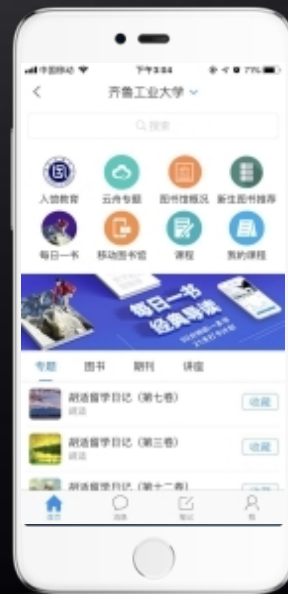 中国移动 下午3:04 71%
齐鲁工业大学
搜索
入馆教育 云舟专题 图书馆概况 新生图书推荐
每日一书 移动图书馆 课程 我的课程
每日一书
经典导读
专题 图书 期刊 讲座
胡适留学日记（第七卷）
胡适
收藏
胡适留学日记（第三卷）
胡适
收藏
胡适留学日记（第十二卷）
首页 消息 笔记 我